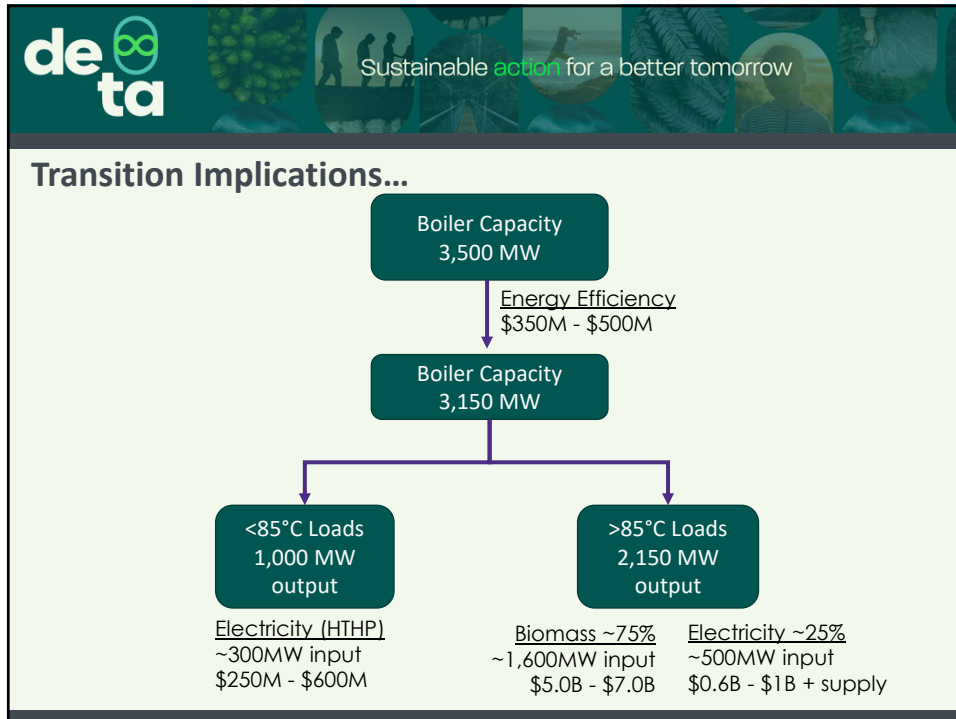 de
ta
Sustainable action for a better tomorrow
Transition Implications...
Boiler Capacity
3,500 MW
Energy Efficiency
$350M - $500M
Boiler Capacity
3,150 MW
<85°C Loads
1,000 MW
output
>85°C Loads
2,150 MW
output
Electricity (HTHP)
~300MW input
$250M - $600M
Biomass ~75%
~1,600MW input
$5.0B - $7.0B
Electricity ~25%
~500MW input
$0.6B - $1B + supply